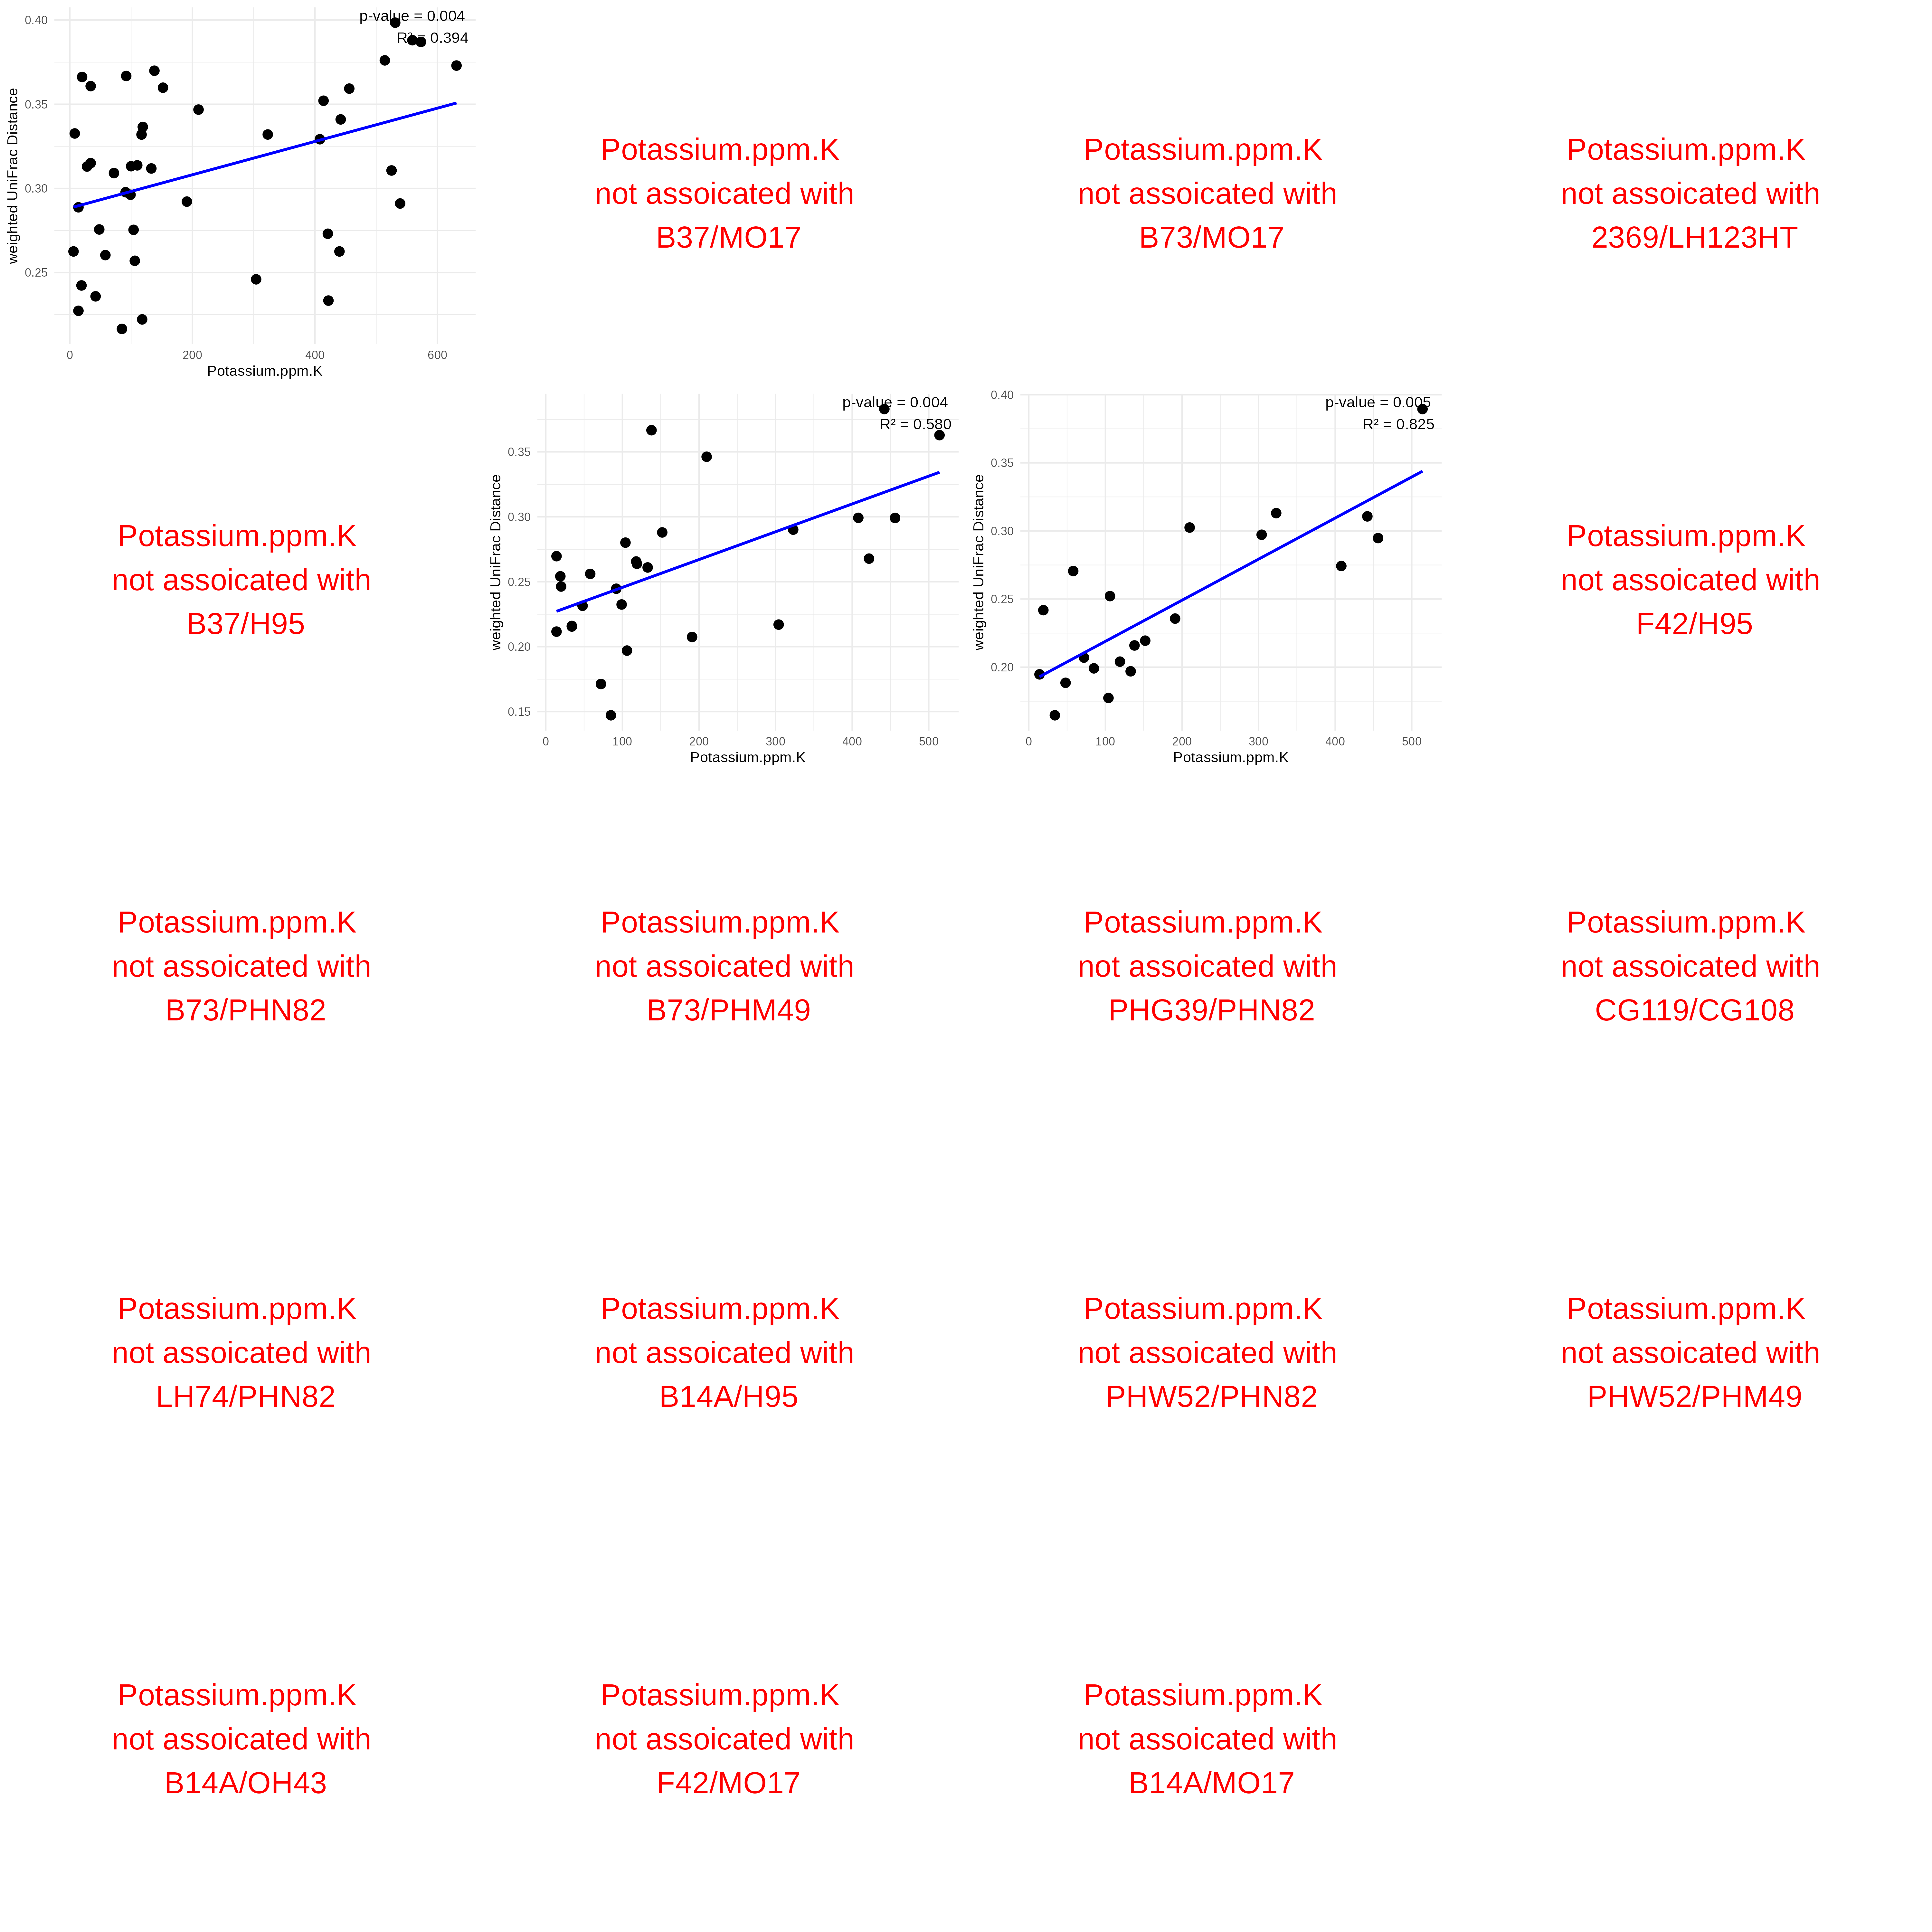 p-value = 0.004
R² = 0.394
0.40
0.35
0.30
0.25
weighted UniFrac Distance
0 200 400 600
Potassium.ppm.K
Potassium.ppm.K
not assoicated with
B37/MO17
Potassium.ppm.K
not assoicated with
B73/MO17
Potassium.ppm.K
not assoicated with
2369/LH123HT
Potassium.ppm.K
not assoicated with
B37/H95
p-value = 0.004
R² = 0.580
0.35
0.30
0.25
0.20
0.15
weighted UniFrac Distance
0 100 200 300 400 500
Potassium.ppm.K
p-value = 0.005
R² = 0.825
0.40
0.35
0.30
0.25
0.20
weighted UniFrac Distance
0 100 200 300 400 500
Potassium.ppm.K
Potassium.ppm.K
not assoicated with
F42/H95
Potassium.ppm.K
not assoicated with
B73/PHN82
Potassium.ppm.K
not assoicated with
B73/PHM49
Potassium.ppm.K
not assoicated with
PHG39/PHN82
Potassium.ppm.K
not assoicated with
CG119/CG108
Potassium.ppm.K
not assoicated with
LH74/PHN82
Potassium.ppm.K
not assoicated with
B14A/H95
Potassium.ppm.K
not assoicated with
PHW52/PHN82
Potassium.ppm.K
not assoicated with
PHW52/PHM49
Potassium.ppm.K
not assoicated with
B14A/OH43
Potassium.ppm.K
not assoicated with
F42/MO17
Potassium.ppm.K
not assoicated with
B14A/MO17